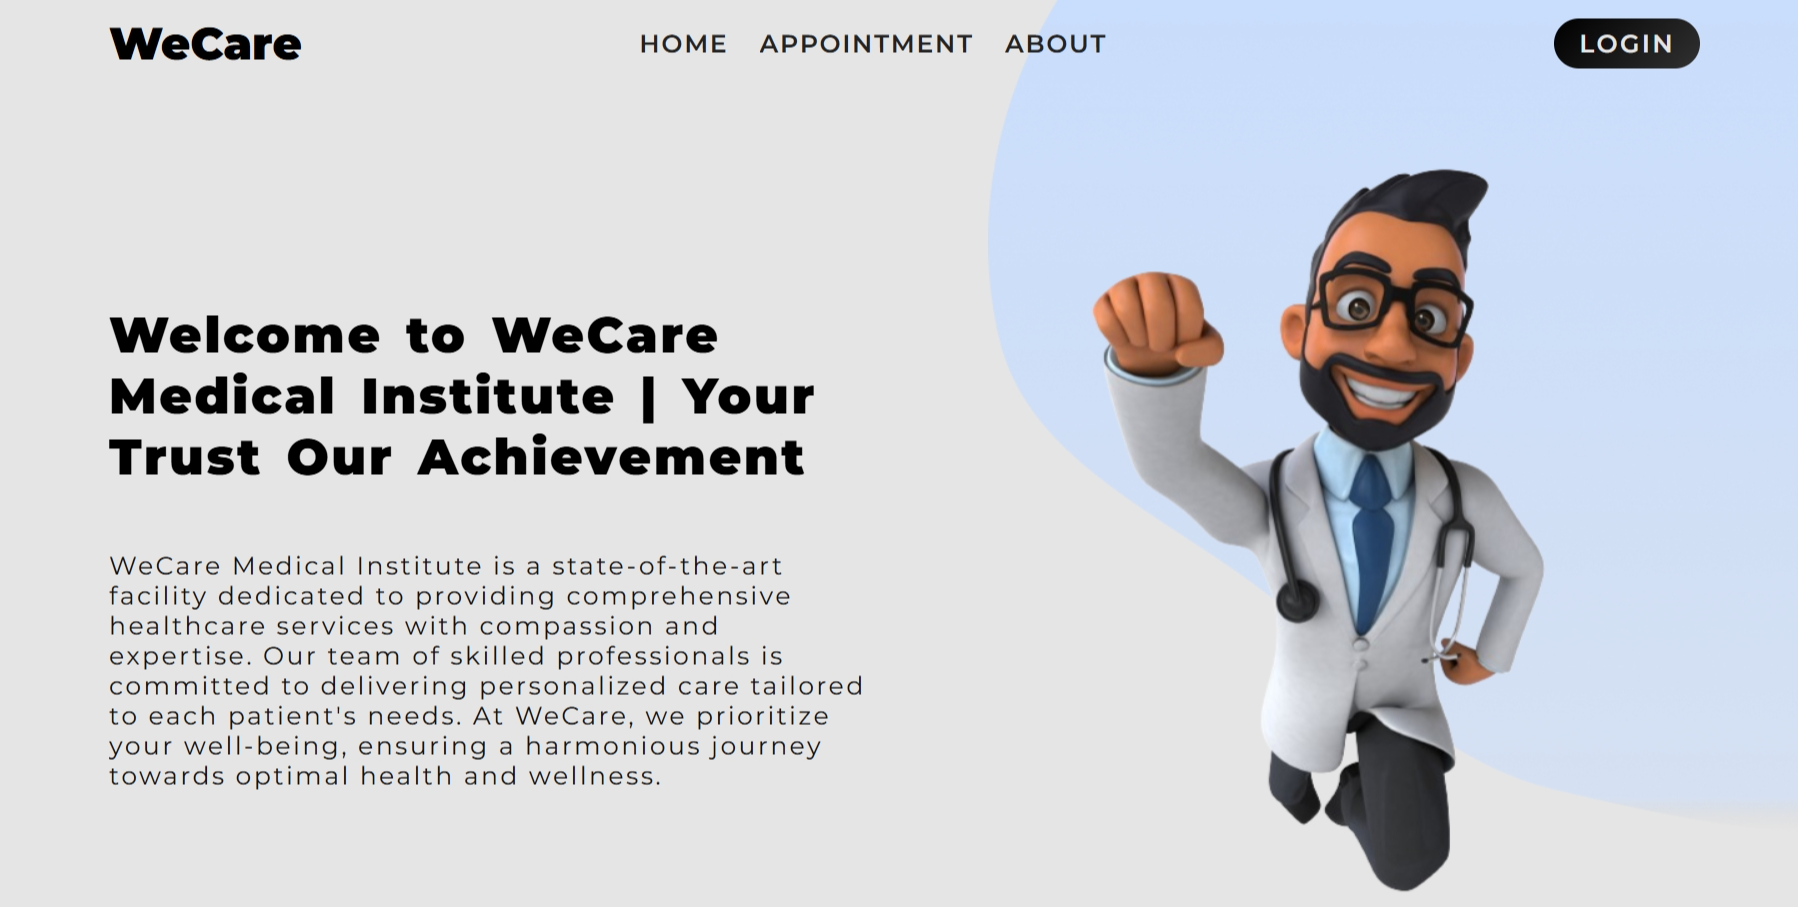 WeCare
HOME APPOINTMENT ABOUT
LOGIN
Welcome to WeCare
Medical Institute | Your
Trust Our Achievement
WeCare Medical Institute is a state-of-the-art
facility dedicated to providing comprehensive
healthcare services with compassion and
expertise. Our team of skilled professionals is
committed to delivering personalized care tailored
to each patient's needs. At WeCare, we prioritize
your well-being, ensuring a harmonious journey
towards optimal health and wellness.